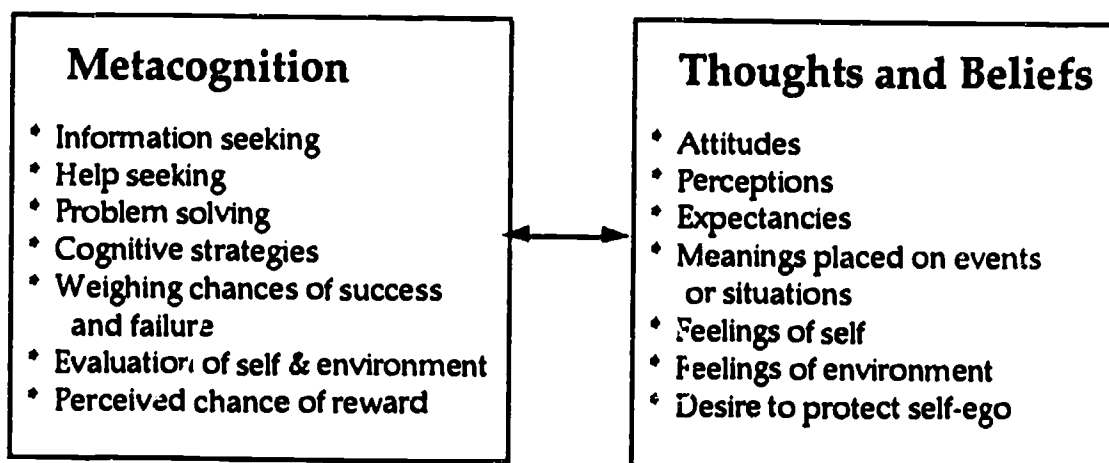 Metacognition
* Information seeking
* Help seeking
* Problem solving
* Cognitive strategies
* Weighing chances of success
and failure
* Evaluation of self & environment
* Perceived chance of reward
Thoughts and Beliefs
* Attitudes
* Perceptions
* Expectancies
* Meanings placed on events
or situations
* Feelings of self
* Feelings of environment
* Desire to protect self-ego